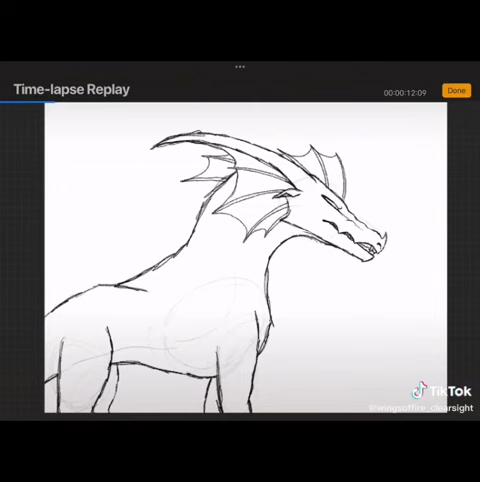 Time-lapse Replay
00:00:12:09
Done
TikTok
@wingsoffire_clearsight